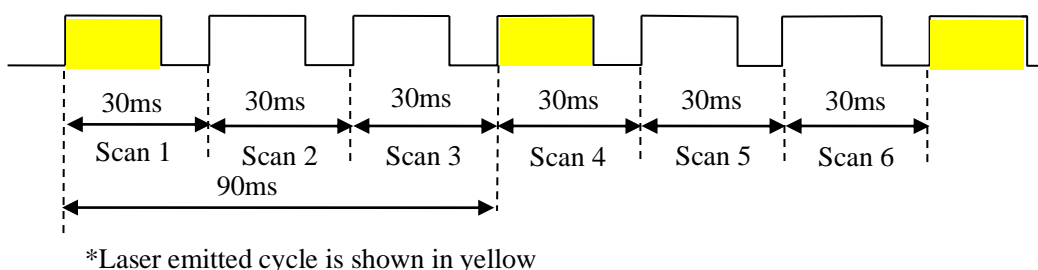 30ms 30ms 30ms 30ms 30ms 30ms
Scan 1 Scan 2 Scan 3 Scan 4 Scan 5 Scan 6
90ms
*Laser emitted cycle is shown in yellow